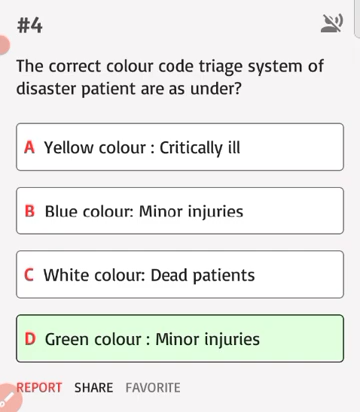 #4
The correct colour code triage system of
disaster patient are as under?
A Yellow colour : Critically ill
B Blue colour: Minor injuries
C White colour: Dead patients
D Green colour : Minor injuries
REPORT SHARE FAVORITE